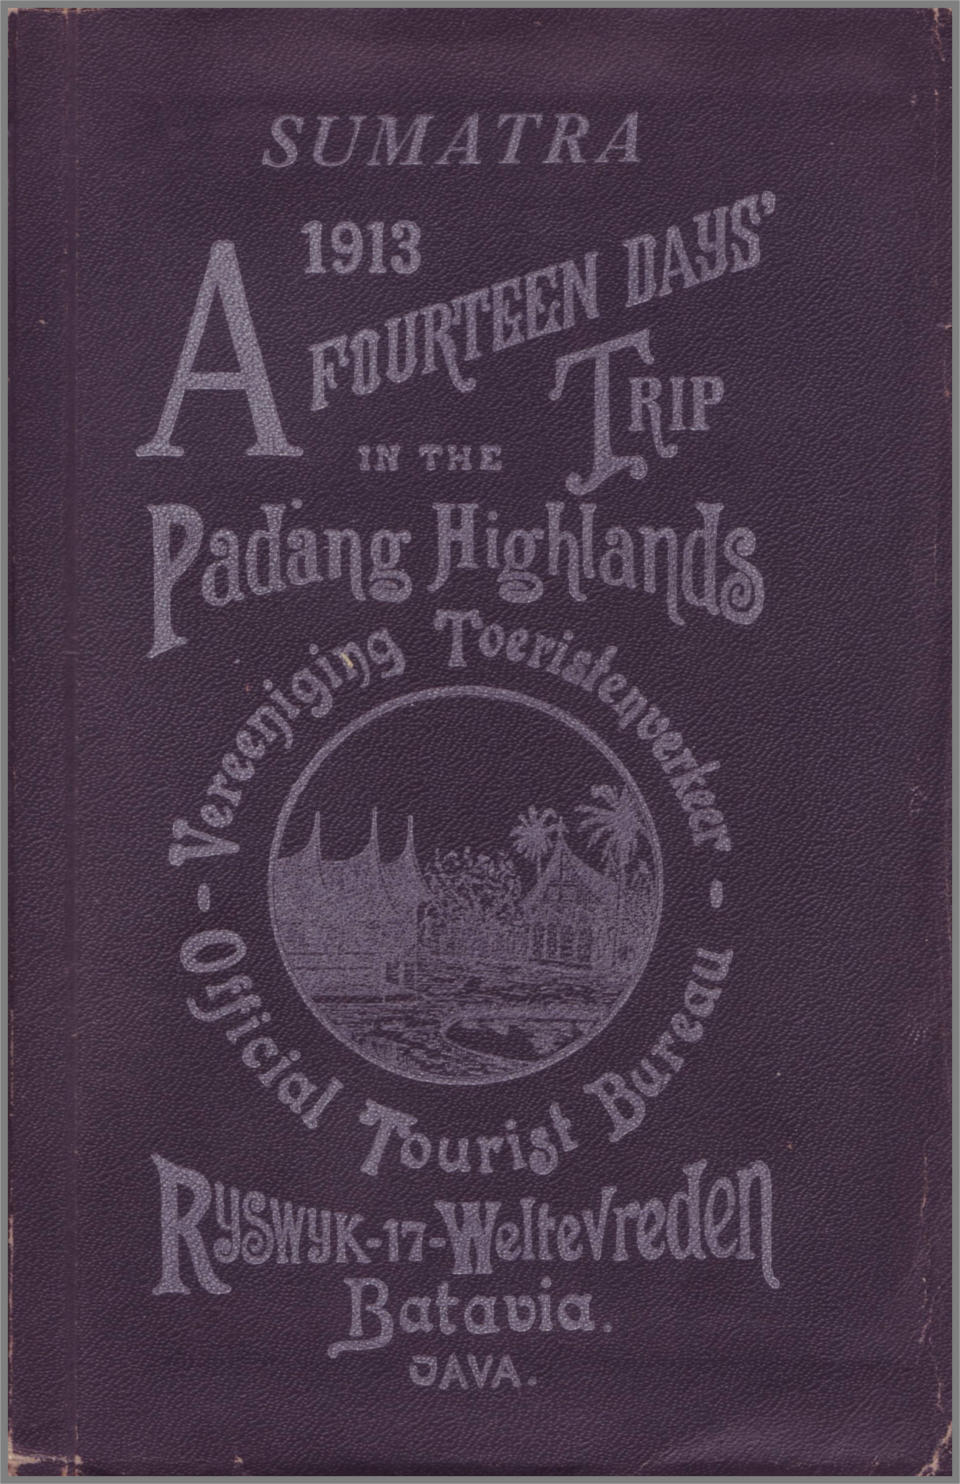 SUMATRA
1913
A FOURTEEN DAYS'
TRIP
IN THE
Padang Highlands
Vereeniging Toeristenverkeer
- Official Tourist Bureau -
RYSWYK-17-Weltevreden
Batavia.
JAVA.